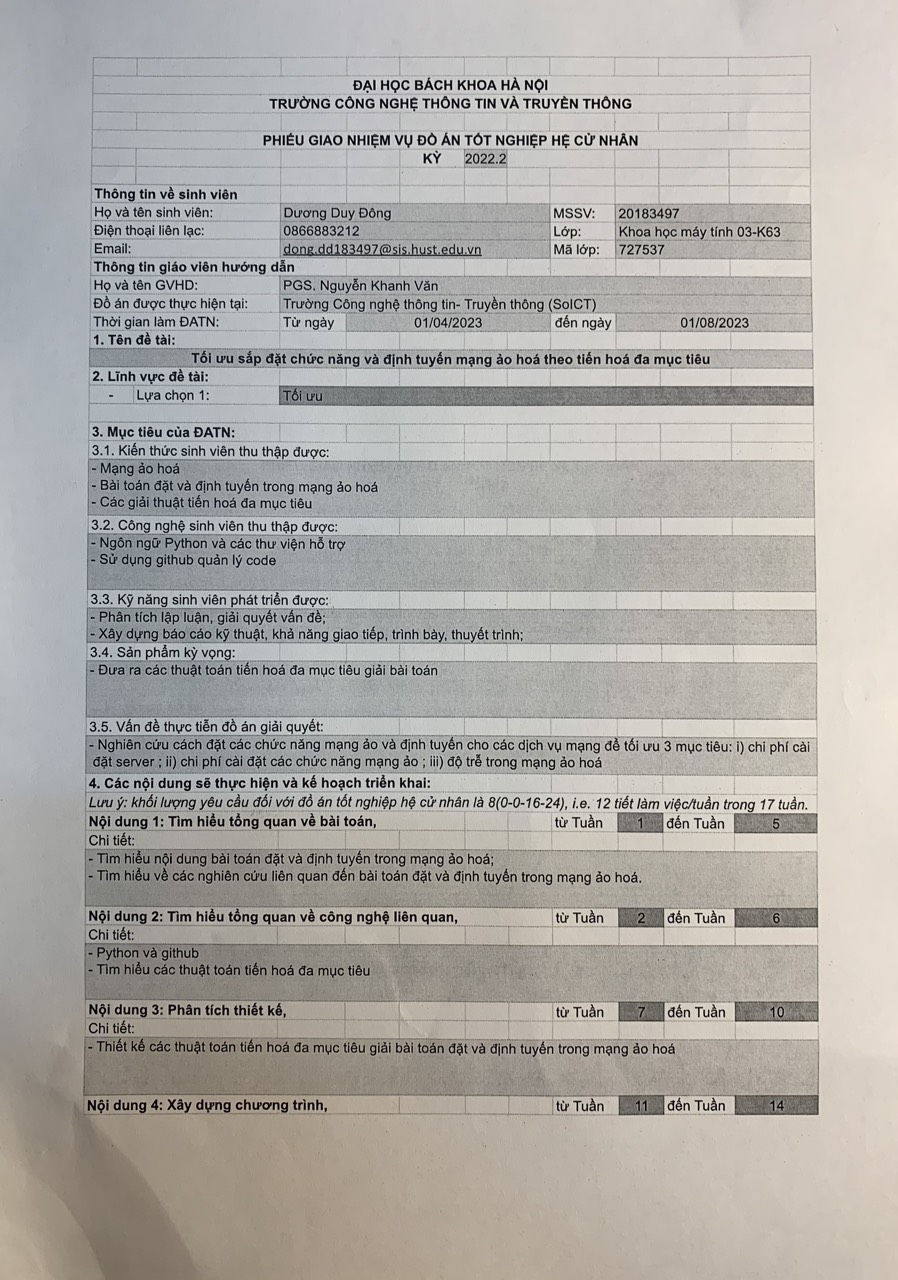 ĐẠI HỌC BÁCH KHOA HÀ NỘI
TRƯỜNG CÔNG NGHỆ THÔNG TIN VÀ TRUYỀN THÔNG
PHIẾU GIAO NHIỆM VỤ ĐỒ ÁN TỐT NGHIỆP HỆ CỬ NHÂN
KỲ 2022.2
Thông tin về sinh viên
Họ và tên sinh viên: Dương Duy Đông MSSV: 20183497
Điện thoại liên lạc: 0866883212 Lớp: Khoa học máy tính 03-K63
Email: dong.dd183497@sis.hust.edu.vn Mã lớp: 727537
Thông tin giáo viên hướng dẫn
Họ và tên GVHD: PGS. Nguyễn Khanh Văn
Đồ án được thực hiện tại: Trường Công nghệ thông tin- Truyền thông (SoICT)
Thời gian làm ĐATN: Từ ngày 01/04/2023 đến ngày 01/08/2023
1. Tên đề tài:
Tối ưu sắp đặt chức năng và định tuyến mạng ảo hoá theo tiến hoá đa mục tiêu
2. Lĩnh vực đề tài:
- Lựa chọn 1: Tối ưu
3. Mục tiêu của ĐATN:
3.1. Kiến thức sinh viên thu thập được:
- Mạng ảo hoá
- Bài toán đặt và định tuyến trong mạng ảo hoá
- Các giải thuật tiến hoá đa mục tiêu
3.2. Công nghệ sinh viên thu thập được:
- Ngôn ngữ Python và các thư viện hỗ trợ
- Sử dụng github quản lý code
3.3. Kỹ năng sinh viên phát triển được:
- Phân tích lập luận, giải quyết vấn đề;
- Xây dựng báo cáo kỹ thuật, khả năng giao tiếp, trình bày, thuyết trình;
3.4. Sản phẩm kỳ vọng:
- Đưa ra các thuật toán tiến hoá đa mục tiêu giải bài toán
3.5. Vấn đề thực tiễn đồ án giải quyết:
- Nghiên cứu cách đặt các chức năng mạng ảo và định tuyến cho các dịch vụ mạng để tối ưu 3 mục tiêu: i) chi phí cài
đặt server ; ii) chi phí cài đặt các chức năng mạng ảo ; iii) độ trễ trong mạng ảo hoá
4. Các nội dung sẽ thực hiện và kế hoạch triển khai:
Lưu ý: khối lượng yêu cầu đối với đồ án tốt nghiệp hệ cử nhân là 8(0-0-16-24), i.e. 12 tiết làm việc/tuần trong 17 tuần.
Nội dung 1: Tìm hiểu tổng quan về bài toán, từ Tuần 1 đến Tuần 5
Chi tiết:
- Tìm hiểu nội dung bài toán đặt và định tuyến trong mạng ảo hoá;
- Tìm hiểu về các nghiên cứu liên quan đến bài toán đặt và định tuyến trong mạng ảo hoá.
Nội dung 2: Tìm hiểu tổng quan về công nghệ liên quan, từ Tuần 2 đến Tuần 6
Chi tiết:
- Python và github
- Tìm hiểu các thuật toán tiến hoá đa mục tiêu
Nội dung 3: Phân tích thiết kế, từ Tuần 7 đến Tuần 10
Chi tiết:
- Thiết kế các thuật toán tiến hoá đa mục tiêu giải bài toán đặt và định tuyến trong mạng ảo hoá
Nội dung 4: Xây dựng chương trình, từ Tuần 11 đến Tuần 14